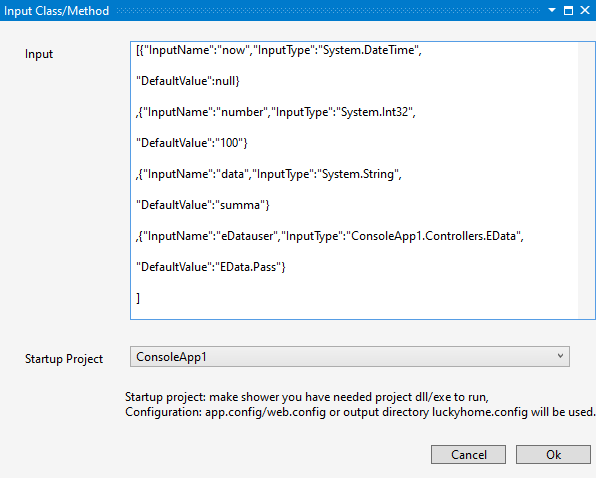 Input Class/Method
Input
[{"InputName":"now","InputType":"System.DateTime",
"DefaultValue":null}
,{"InputName":"number","InputType":"System.Int32",
"DefaultValue":"100"}
,{"InputName":"data","InputType":"System.String",
"DefaultValue":"summa"}
,{"InputName":"eDatauser","InputType":"ConsoleApp1.Controllers.EData",
"DefaultValue":"EData.Pass"}
]
Startup Project
ConsoleApp1
Startup project: make shower you have needed project dll/exe to run,
Configuration: app.config/web.config or output directory luckyhome.config will be used.
Cancel
Ok